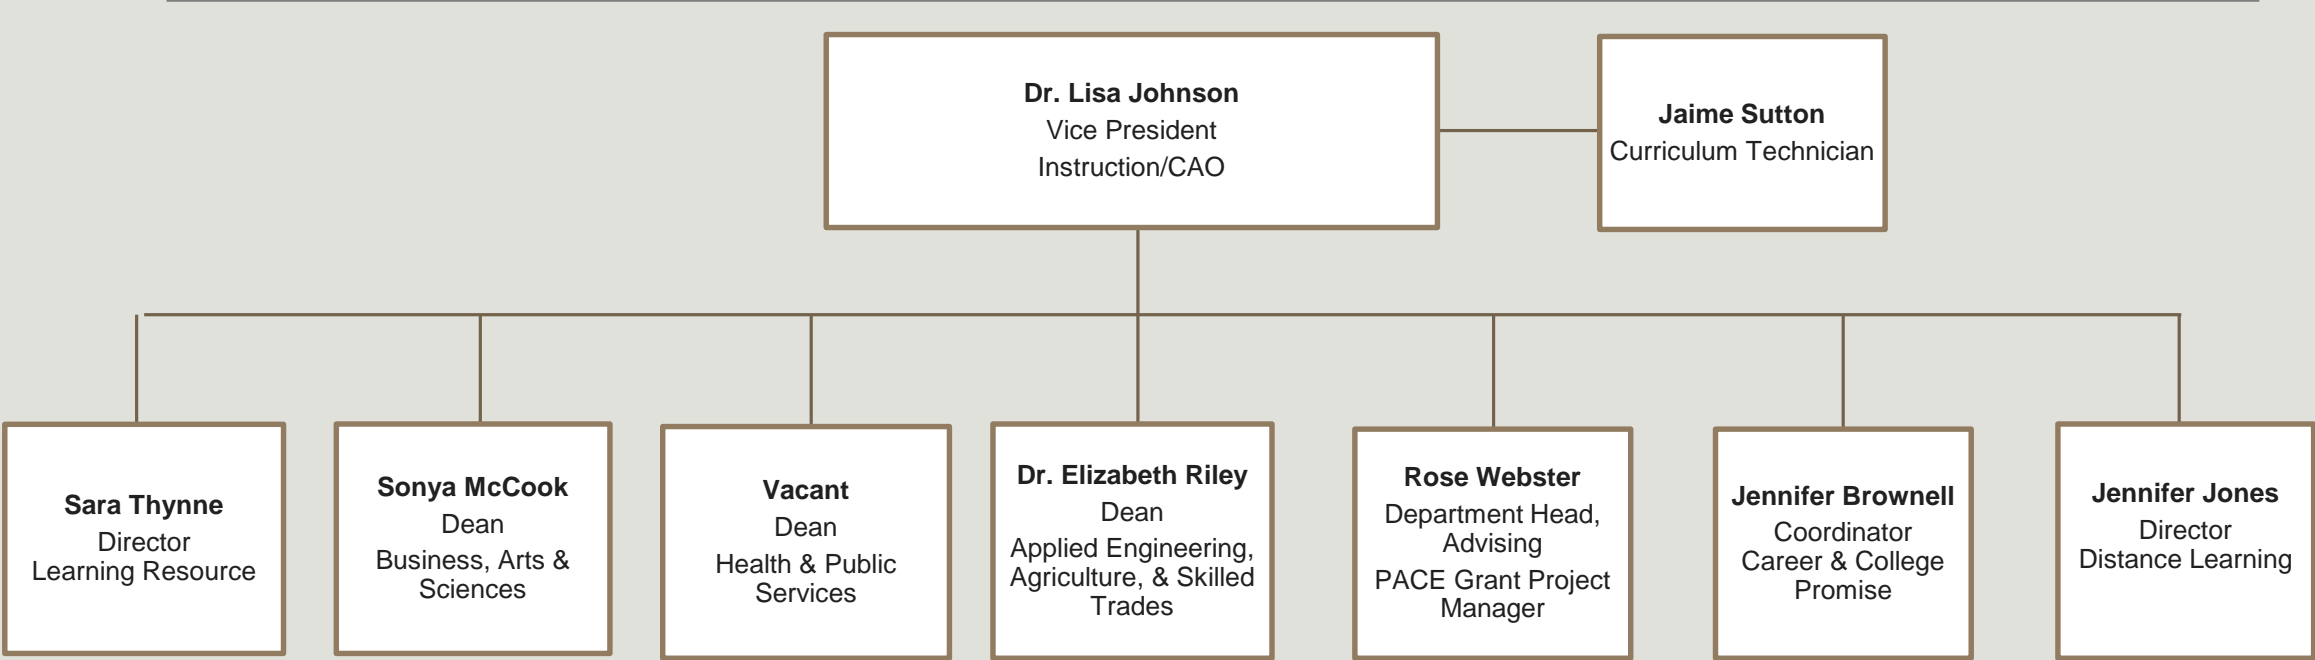 Dr. Lisa Johnson
Vice President
Instruction/CAO
Jaime Sutton
Curriculum Technician
Sara Thynne
Director
Learning Resource
Sonya McCook
Dean
Business, Arts &
Sciences
Vacant
Dean
Health & Public
Services
Dr. Elizabeth Riley
Dean
Applied Engineering,
Agriculture, & Skilled
Trades
Rose Webster
Department Head,
Advising
PACE Grant Project
Manager
Jennifer Brownell
Coordinator
Career & College
Promise
Jennifer Jones
Director
Distance Learning